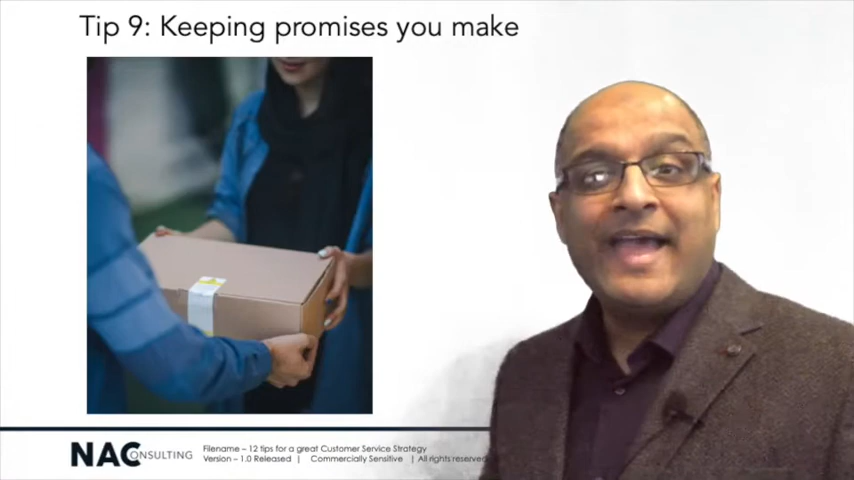 Tip 9: Keeping promises you make
NAC CONSULTING
Filename – 12 tips for a great Customer Service Strategy
Version – 1.0 Released | Commercially Sensitive | All rights reserved